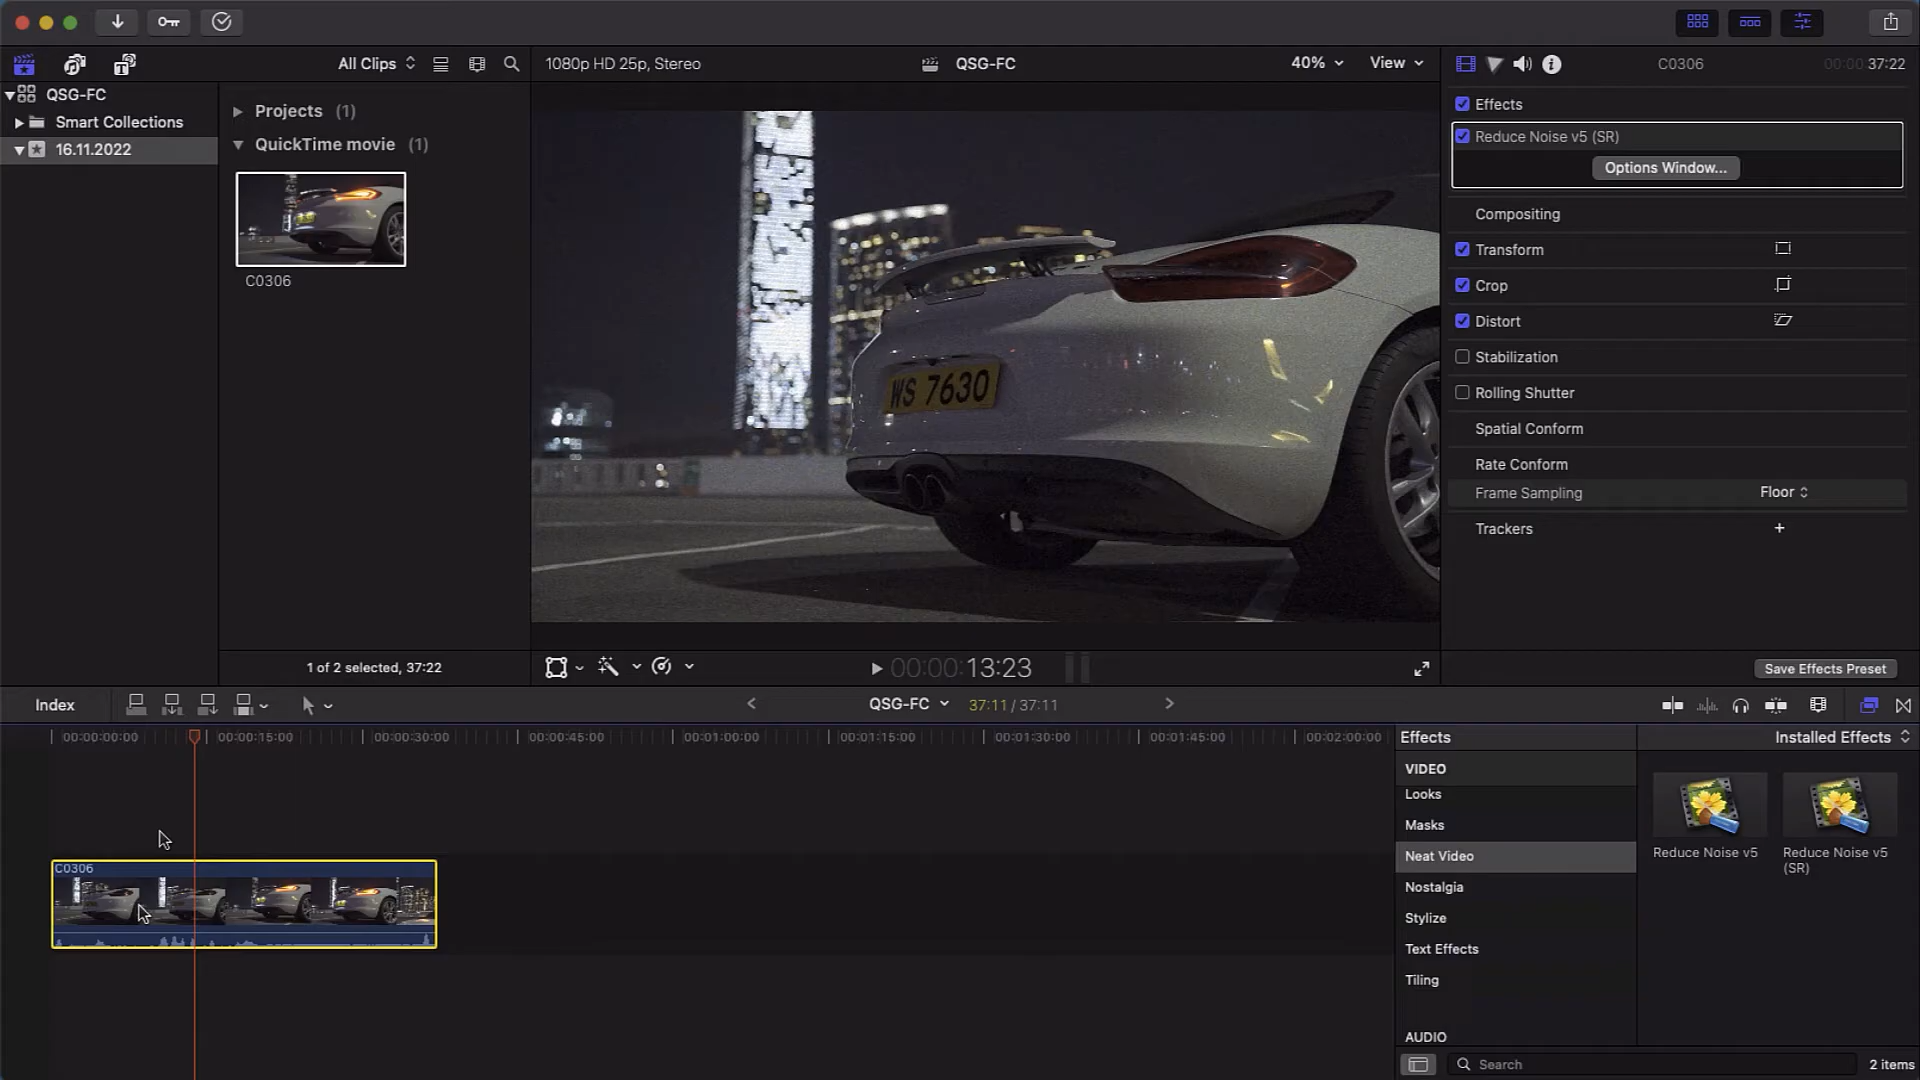 All Clips
1080p HD 25p, Stereo
QSG-FC
40%
View
C0306
00:00:37:22
QSG-FC
Smart Collections
16.11.2022
Projects (1)
QuickTime movie (1)
C0306
1 of 2 selected, 37:22
WS 7630
00:00:13:23
Effects
Reduce Noise v5 (SR)
Options Window...
Compositing
Transform
Crop
Distort
Stabilization
Rolling Shutter
Spatial Conform
Rate Conform
Frame Sampling
Floor
Trackers
Save Effects Preset
Index
QSG-FC
37:11 / 37:11
00:00:00:00
00:00:15:00
00:00:30:00
00:00:45:00
00:01:00:00
00:01:15:00
00:01:30:00
00:01:45:00
00:02:00:00
C0306
Effects
Installed Effects
VIDEO
Looks
Masks
Neat Video
Nostalgia
Stylize
Text Effects
Tiling
AUDIO
Reduce Noise v5
Reduce Noise v5
(SR)
Search
2 items